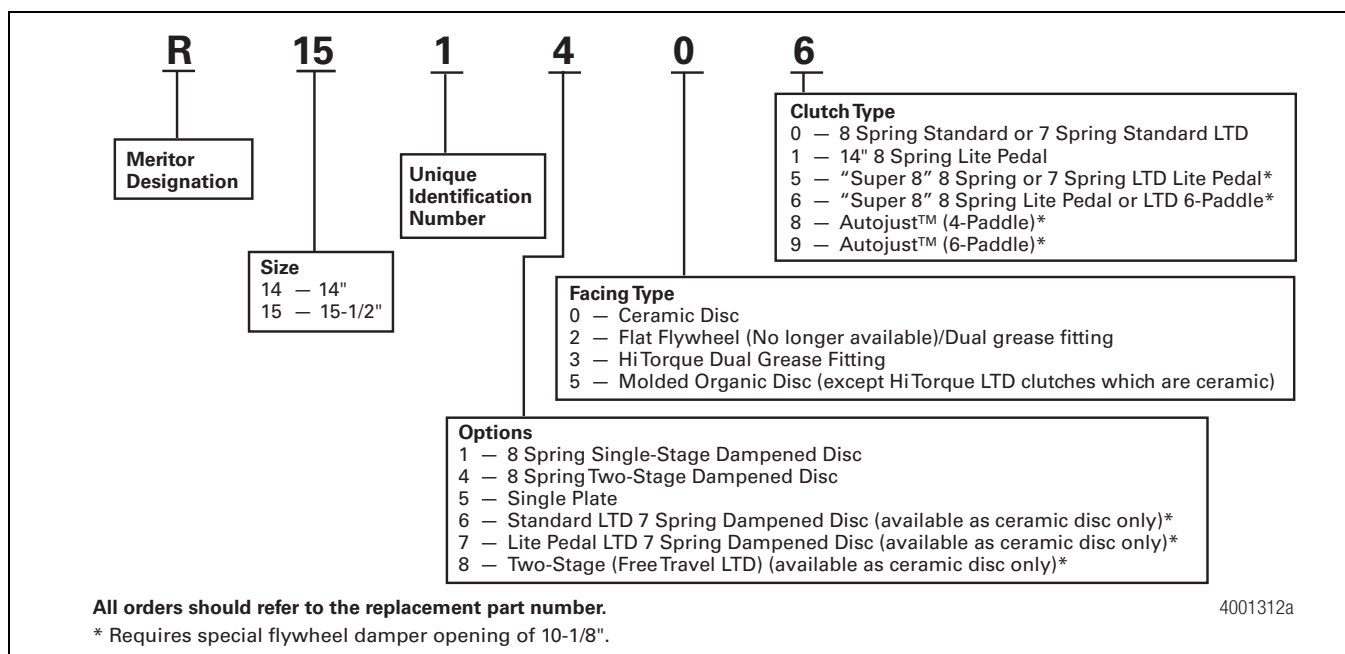 R 15 1 4 0 6
Clutch Type
0 — 8 Spring Standard or 7 Spring Standard LTD
1 — 14" 8 Spring Lite Pedal
5 — “Super 8” 8 Spring or 7 Spring LTD Lite Pedal*
6 — “Super 8” 8 Spring Lite Pedal or LTD 6-Paddle*
8 — Autojust™ (4-Paddle)*
9 — Autojust™ (6-Paddle)*
Meritor
Designation
Unique
Identification
Number
Size
14 — 14"
15 — 15-1/2"
Facing Type
0 — Ceramic Disc
2 — Flat Flywheel (No longer available)/Dual grease fitting
3 — Hi Torque Dual Grease Fitting
5 — Molded Organic Disc (except Hi Torque LTD clutches which are ceramic)
Options
1 — 8 Spring Single-Stage Dampened Disc
4 — 8 Spring Two-Stage Dampened Disc
5 — Single Plate
6 — Standard LTD 7 Spring Dampened Disc (available as ceramic disc only)*
7 — Lite Pedal LTD 7 Spring Dampened Disc (available as ceramic disc only)*
8 — Two-Stage (Free Travel LTD) (available as ceramic disc only)*
All orders should refer to the replacement part number.
4001312a
* Requires special flywheel damper opening of 10-1/8".